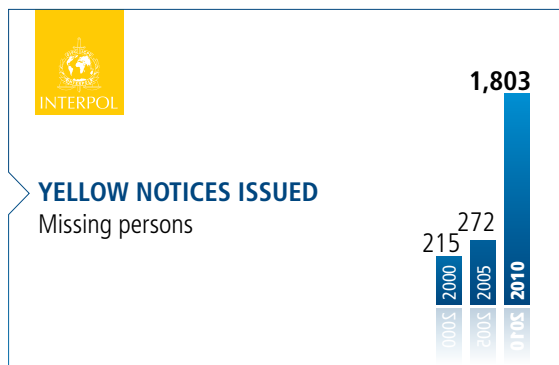 INTERPOL
1,803
YELLOW NOTICES ISSUED
Missing persons
215
272
2000
2005
2010